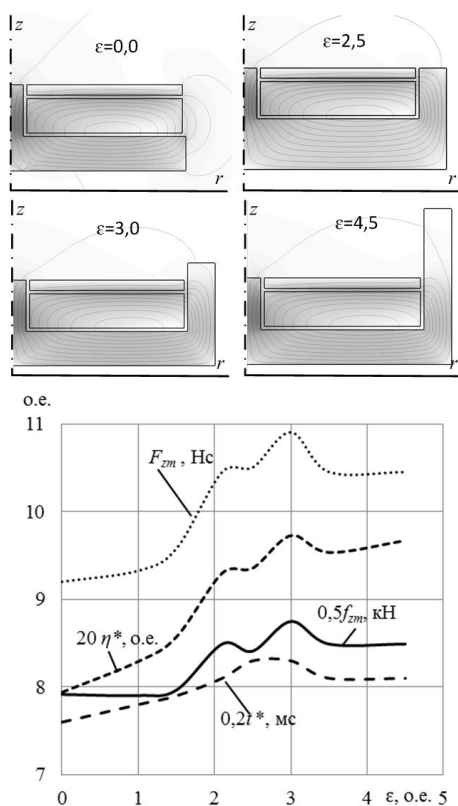 z
ε=0,0
r
z
ε=2,5
r
z
ε=3,0
r
z
ε=4,5
r
о.е.
11
10
9
8
7
F_zm, Нс
20 η*, о.е.
0,5f_zm, кН
0,2t*, мс
0 1 2 3 4 5
ε, о.е.